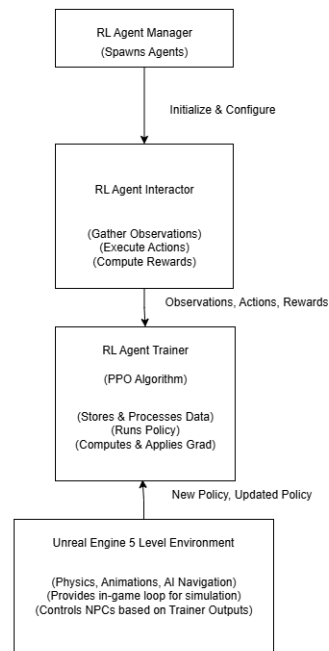 RL Agent Manager
(Spawns Agents)
Initialize & Configure
RL Agent Interactor
(Gather Observations)
(Execute Actions)
(Compute Rewards)
Observations, Actions, Rewards
RL Agent Trainer
(PPO Algorithm)
(Stores & Processes Data)
(Runs Policy)
(Computes & Applies Grad)
New Policy, Updated Policy
Unreal Engine 5 Level Environment
(Physics, Animations, AI Navigation)
(Provides in-game loop for simulation)
(Controls NPCs based on Trainer Outputs)